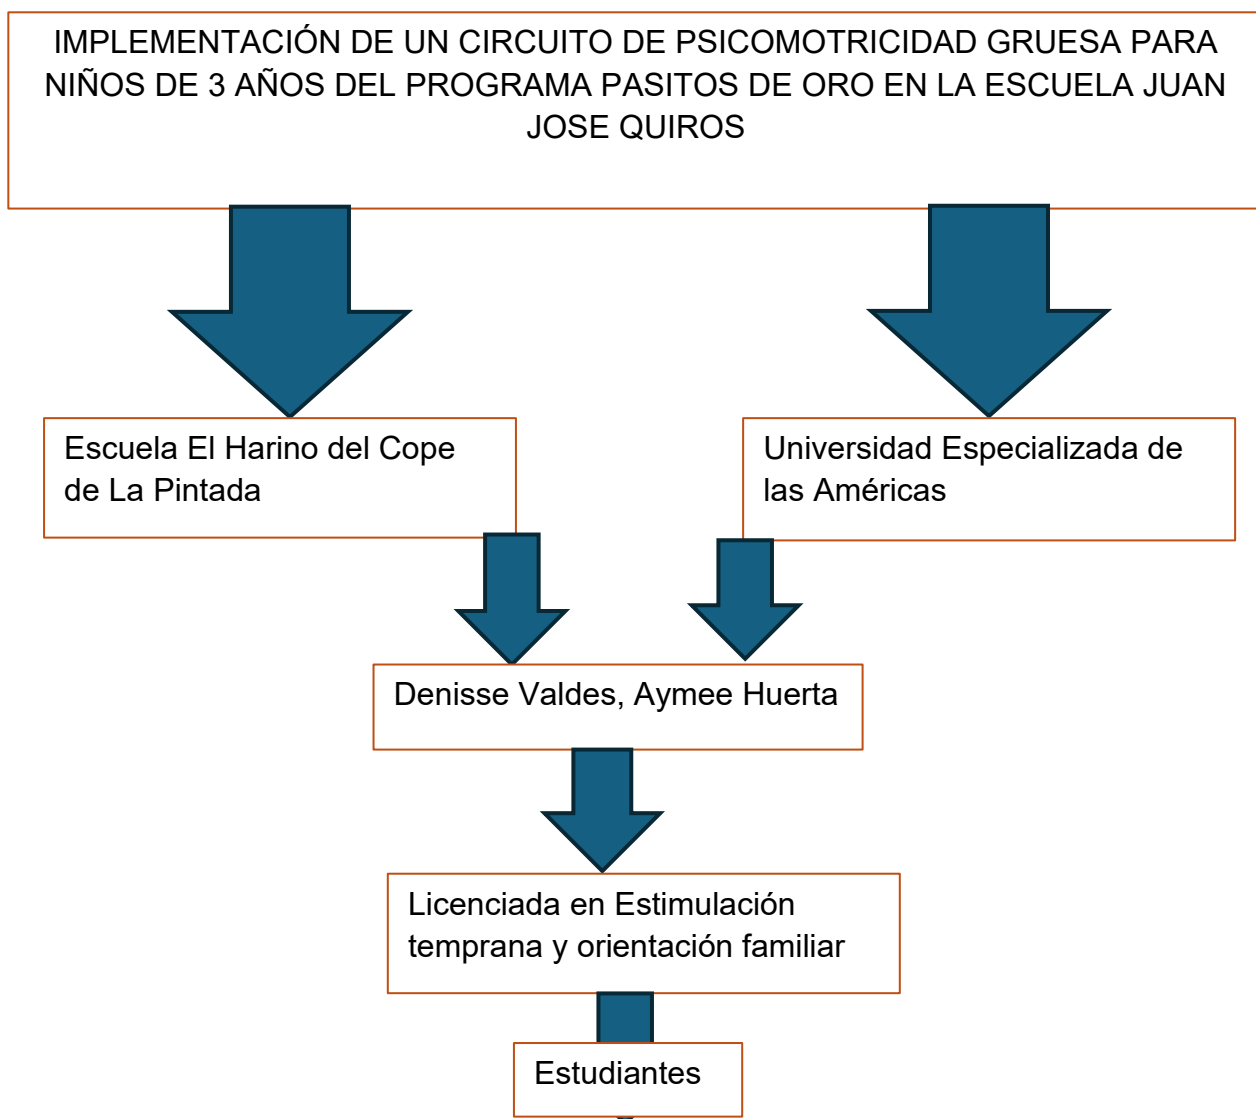 IMPLEMENTACIÓN DE UN CIRCUITO DE PSICOMOTRICIDAD GRUESA PARA
NIÑOS DE 3 AÑOS DEL PROGRAMA PASITOS DE ORO EN LA ESCUELA JUAN
JOSE QUIROS
Escuela El Harino del Cope
de La Pintada
Universidad Especializada de
las Américas
Denisse Valdes, Aymee Huerta
Licenciada en Estimulación
temprana y orientación familiar
Estudiantes